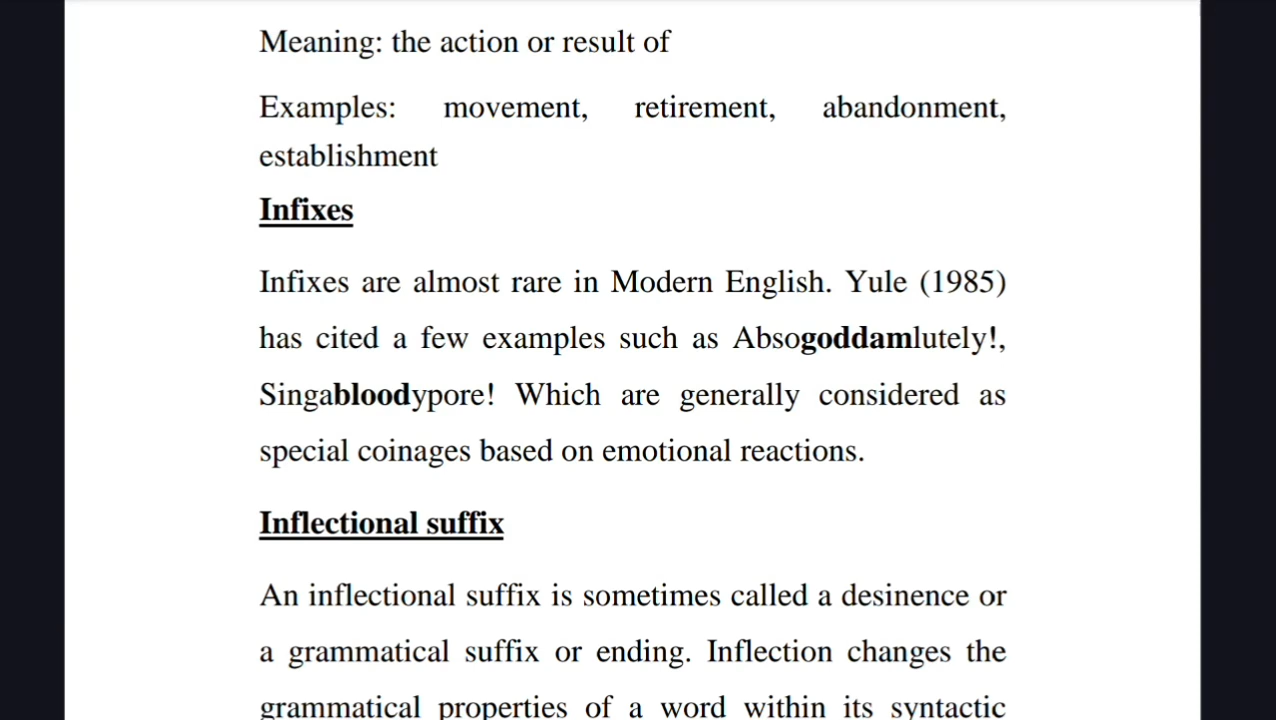 Meaning: the action or result of
Examples: movement, retirement, abandonment,
establishment
Infixes
Infixes are almost rare in Modern English. Yule (1985)
has cited a few examples such as Absogoddamlutely!,
Singabloodypore! Which are generally considered as
special coinages based on emotional reactions.
Inflectional suffix
An inflectional suffix is sometimes called a desinence or
a grammatical suffix or ending. Inflection changes the
grammatical properties of a word within its syntactic